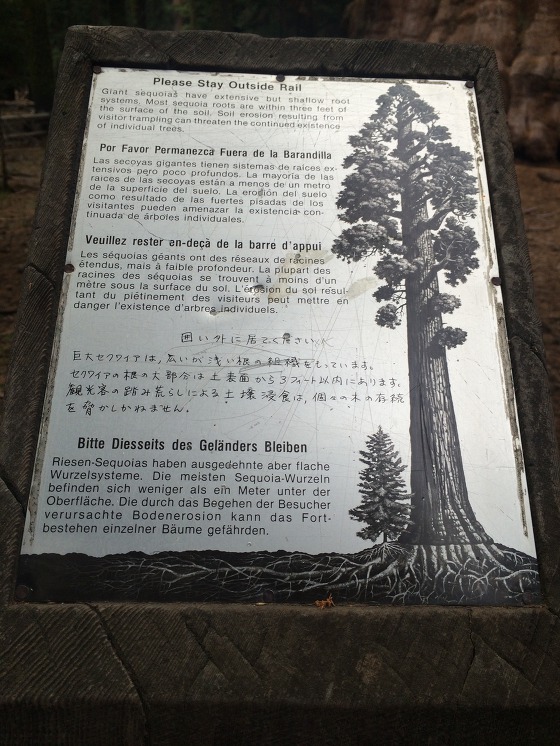 Please Stay Outside Rail
Giant sequoias have extensive but shallow root
systems. Most sequoia roots are within three feet of
the surface of the soil. Soil erosion resulting from
visitor trampling can threaten the continued existence
of individual trees.
Por Favor Permanezca Fuera de la Barandilla
Las secoyas gigantes tienen sistemas de raíces ex-
tensivos pero poco profundos. La mayoría de las
raíces de las secoyas están a menos de un metro
de la superficie del suelo. La erosión del suelo
como resultado de las fuertes pisadas de los
visitantes pueden amenazar la existencia con-
tinuada de árboles individuales.
Veuillez rester en-deçà de la barre d'appui
Les séquoias géants ont des réseaux de racines
étendus, mais à faible profondeur. La plupart des
racines des séquoias se trouvent à moins d'un
mètre sous la surface du sol. L'érosion du sol résul-
tant du piétinement des visiteurs peut mettre en
danger l'existence d'arbres individuels.
囲い外に居てく齊さい
巨大セクワイアは、広いが浅い根の組織をもっています。
セクワイアの根の大部分は土表面から3フィート以内にあります。
観光客の踏み荒らしによる土壌浸食は、個々の木の存続
を脅かしかねません。
Bitte Diesseits des Geländers Bleiben
Riesen-Sequoias haben ausgedehnte aber flache
Wurzelsysteme. Die meisten Sequoia-Wurzeln
befinden sich weniger als ein Meter unter der
Oberfläche. Die durch das Begehen der Besucher
verursachte Bodenerosion kann das Fort-
bestehen einzelner Bäume gefährden.